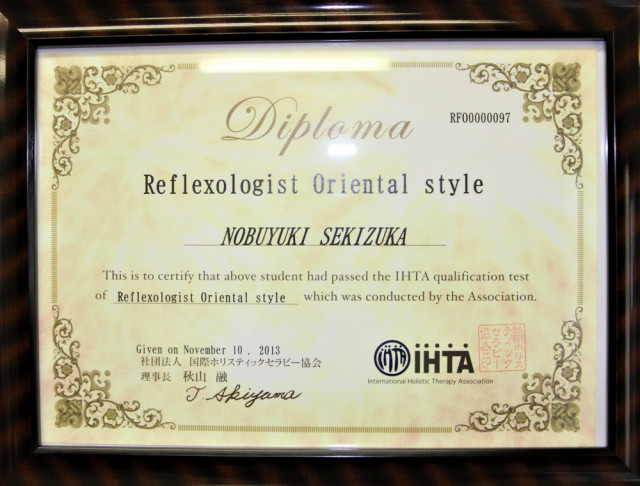 Diploma
RFO0000097
Reflexologist Oriental style
NOBUYUKI SEKIZUKA
This is to certify that above student had passed the IHTA qualification test
of Reflexologist Oriental style which was conducted by the Association.
Given on November 10 , 2013
社団法人 国際ホリスティックセラピー協会
理事長 秋山 融
T. Akiyama
IHTA
International Holistic Therapy Association